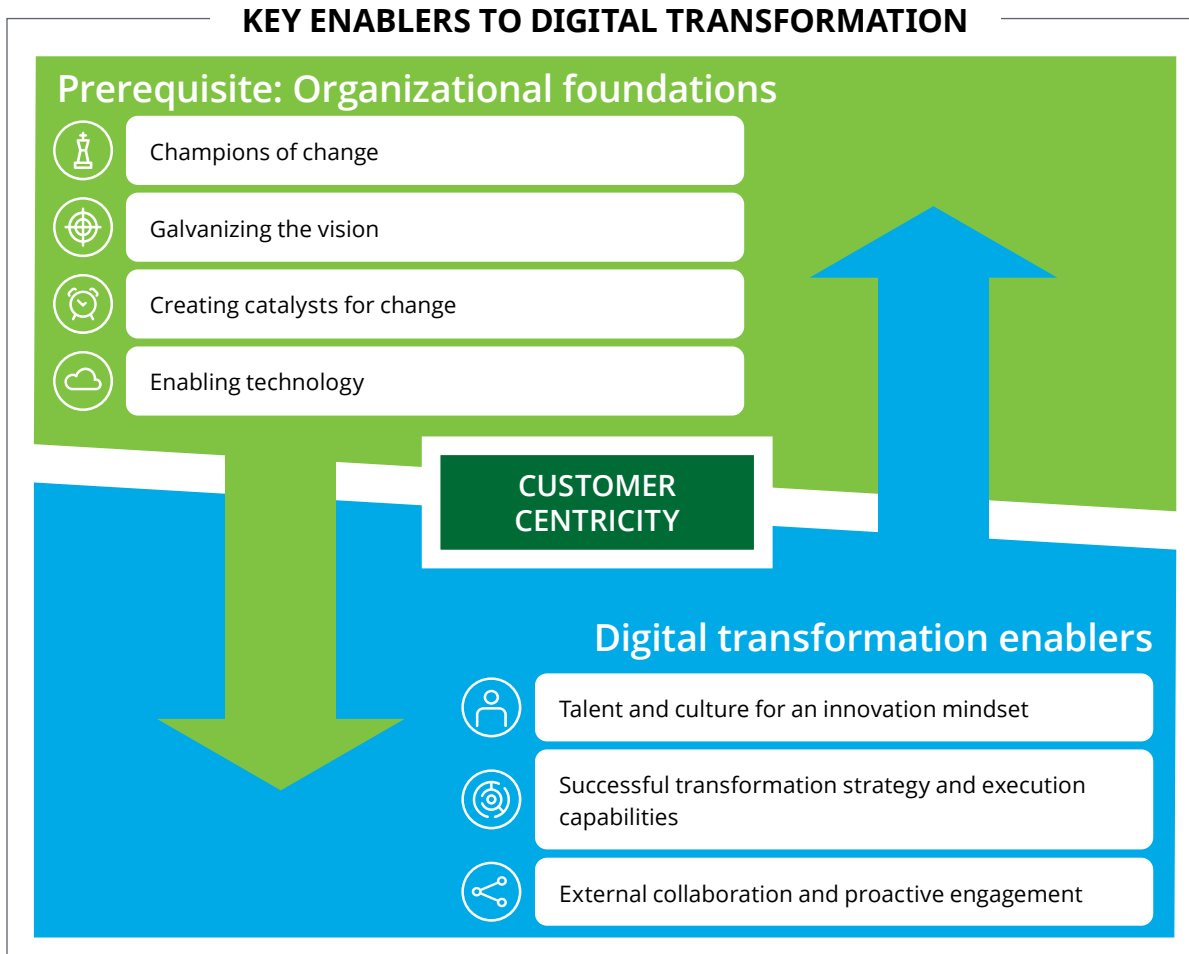 KEY ENABLERS TO DIGITAL TRANSFORMATION
Prerequisite: Organizational foundations
Champions of change
Galvanizing the vision
Creating catalysts for change
Enabling technology
CUSTOMER
CENTRICITY
Digital transformation enablers
Talent and culture for an innovation mindset
Successful transformation strategy and execution
capabilities
External collaboration and proactive engagement